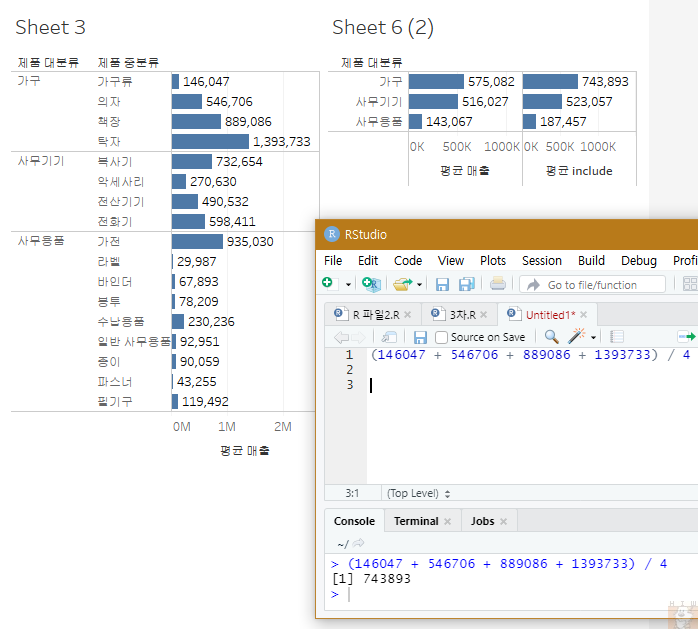 Sheet 3
제품 대분류 제품 중분류
가구 가구류 146,047
의자 546,706
책장 889,086
탁자 1,393,733
사무기기 복사기 732,654
악세사리 270,630
전산기기 490,532
전화기 598,411
사무용품 가전 935,030
라벨 29,987
바인더 67,893
봉투 78,209
수납용품 230,236
일반 사무용품 92,951
종이 90,059
파스너 43,255
필기구 119,492
0M 1M 2M
평균 매출
Sheet 6 (2)
제품 대분류
가구 575,082 743,893
사무기기 516,027 523,057
사무용품 143,067 187,457
0K 500K 1000K 0K 500K 1000K
평균 매출 평균 include
R RStudio
File Edit Code View Plots Session Build Debug Profi
Go to file/function
R 파일2.R 3차.R Untitled1*
Source on Save
1 (146047 + 546706 + 889086 + 1393733) / 4
2
3
3:1 (Top Level)
Console Terminal Jobs
~/
> (146047 + 546706 + 889086 + 1393733) / 4
[1] 743893
>